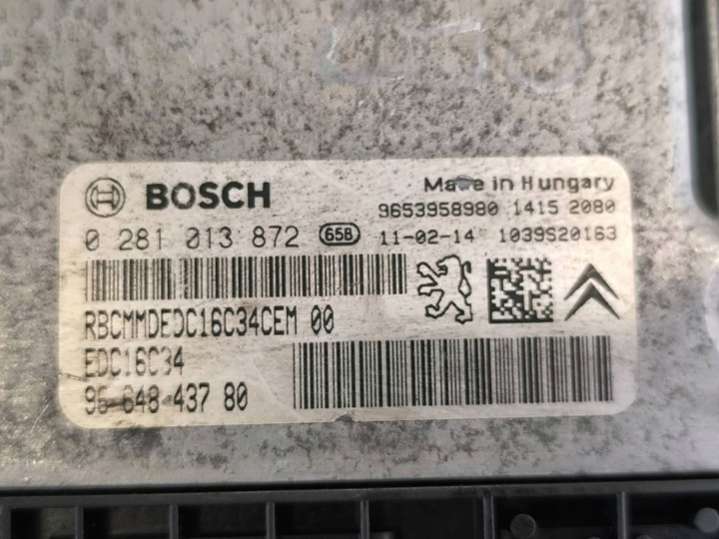 BOSCH
Made in Hungary
9653958980 1415 2080
0 281 013 872 65B 11-02-14 1039S20163
RBCMMDEDC16C34CEM 00
EDC16C34
96 648 437 80